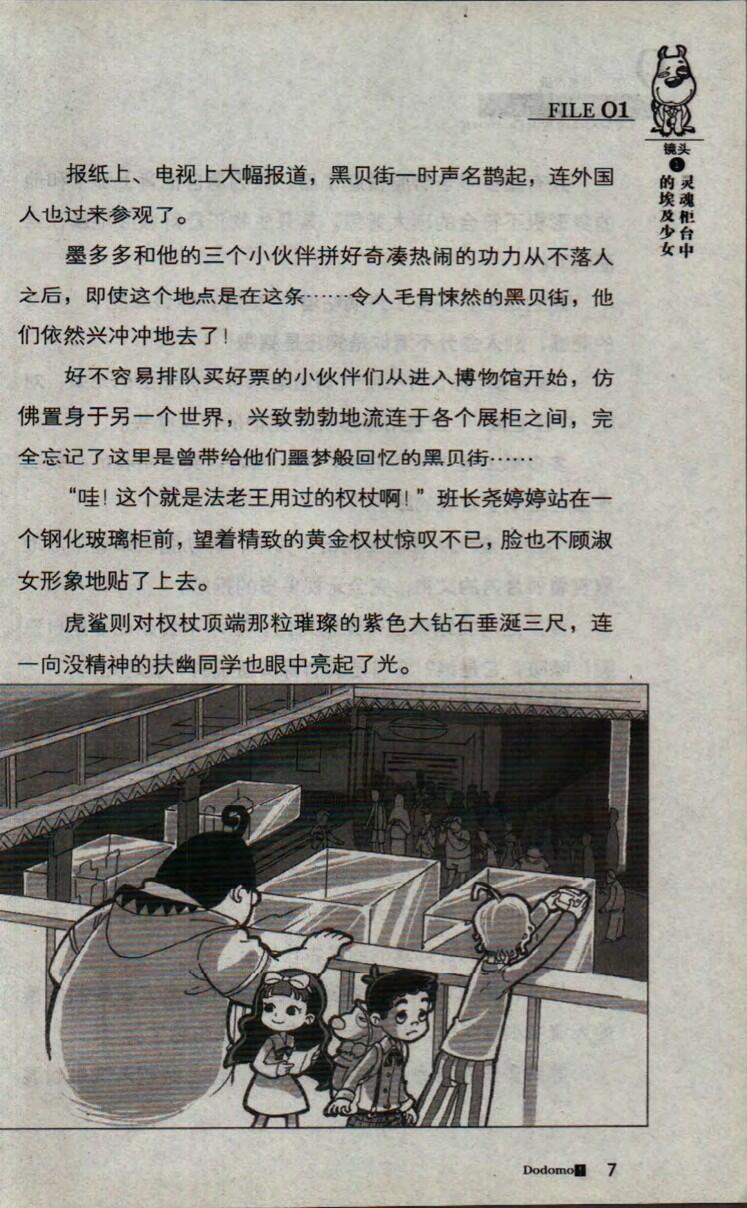 FILE 01
镜头
1
灵魂柜台中
的埃及少女
报纸上、电视上大幅报道，黑贝街一时声名鹊起，连外国
人也过来参观了。
墨多多和他的三个小伙伴拼好奇凑热闹的功力从不落人
之后，即使这个地点是在这条……令人毛骨悚然的黑贝街，他
们依然兴冲冲地去了！
好不容易排队买好票的小伙伴们从进入博物馆开始，仿
佛置身于另一个世界，兴致勃勃地流连于各个展柜之间，完
全忘记了这里是曾带给他们噩梦般回忆的黑贝街……
“哇！这个就是法老王用过的权杖啊！”班长尧婷婷站在一
个钢化玻璃柜前，望着精致的黄金权杖惊叹不已，脸也不顾淑
女形象地贴了上去。
虎鲨则对权杖顶端那粒璀璨的紫色大钻石垂涎三尺，连
一向没精神的扶幽同学也眼中亮起了光。
Dodomo! 7